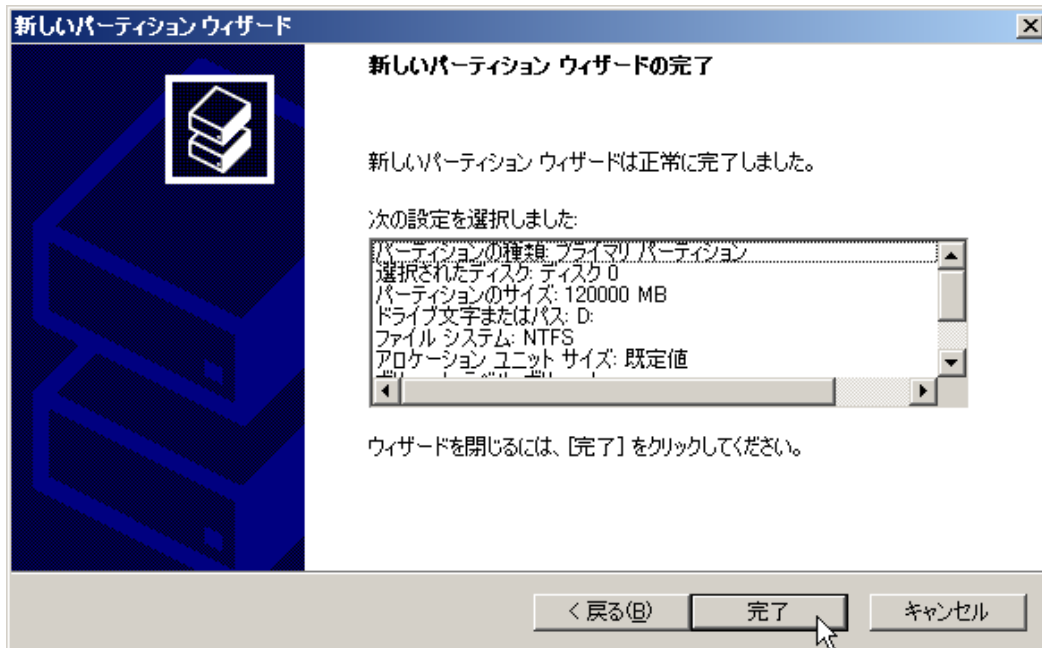 新しいパーティション ウィザード
新しいパーティション ウィザードの完了
新しいパーティション ウィザードは正常に完了しました。
次の設定を選択しました:
パーティションの種類: プライマリ パーティション
選択されたディスク: ディスク 0
パーティションのサイズ: 120000 MB
ドライブ文字またはパス: D:
ファイル システム: NTFS
アロケーション ユニット サイズ: 既定値
ウィザードを閉じるには、[完了] をクリックしてください。
< 戻る(B)
完了
キャンセル